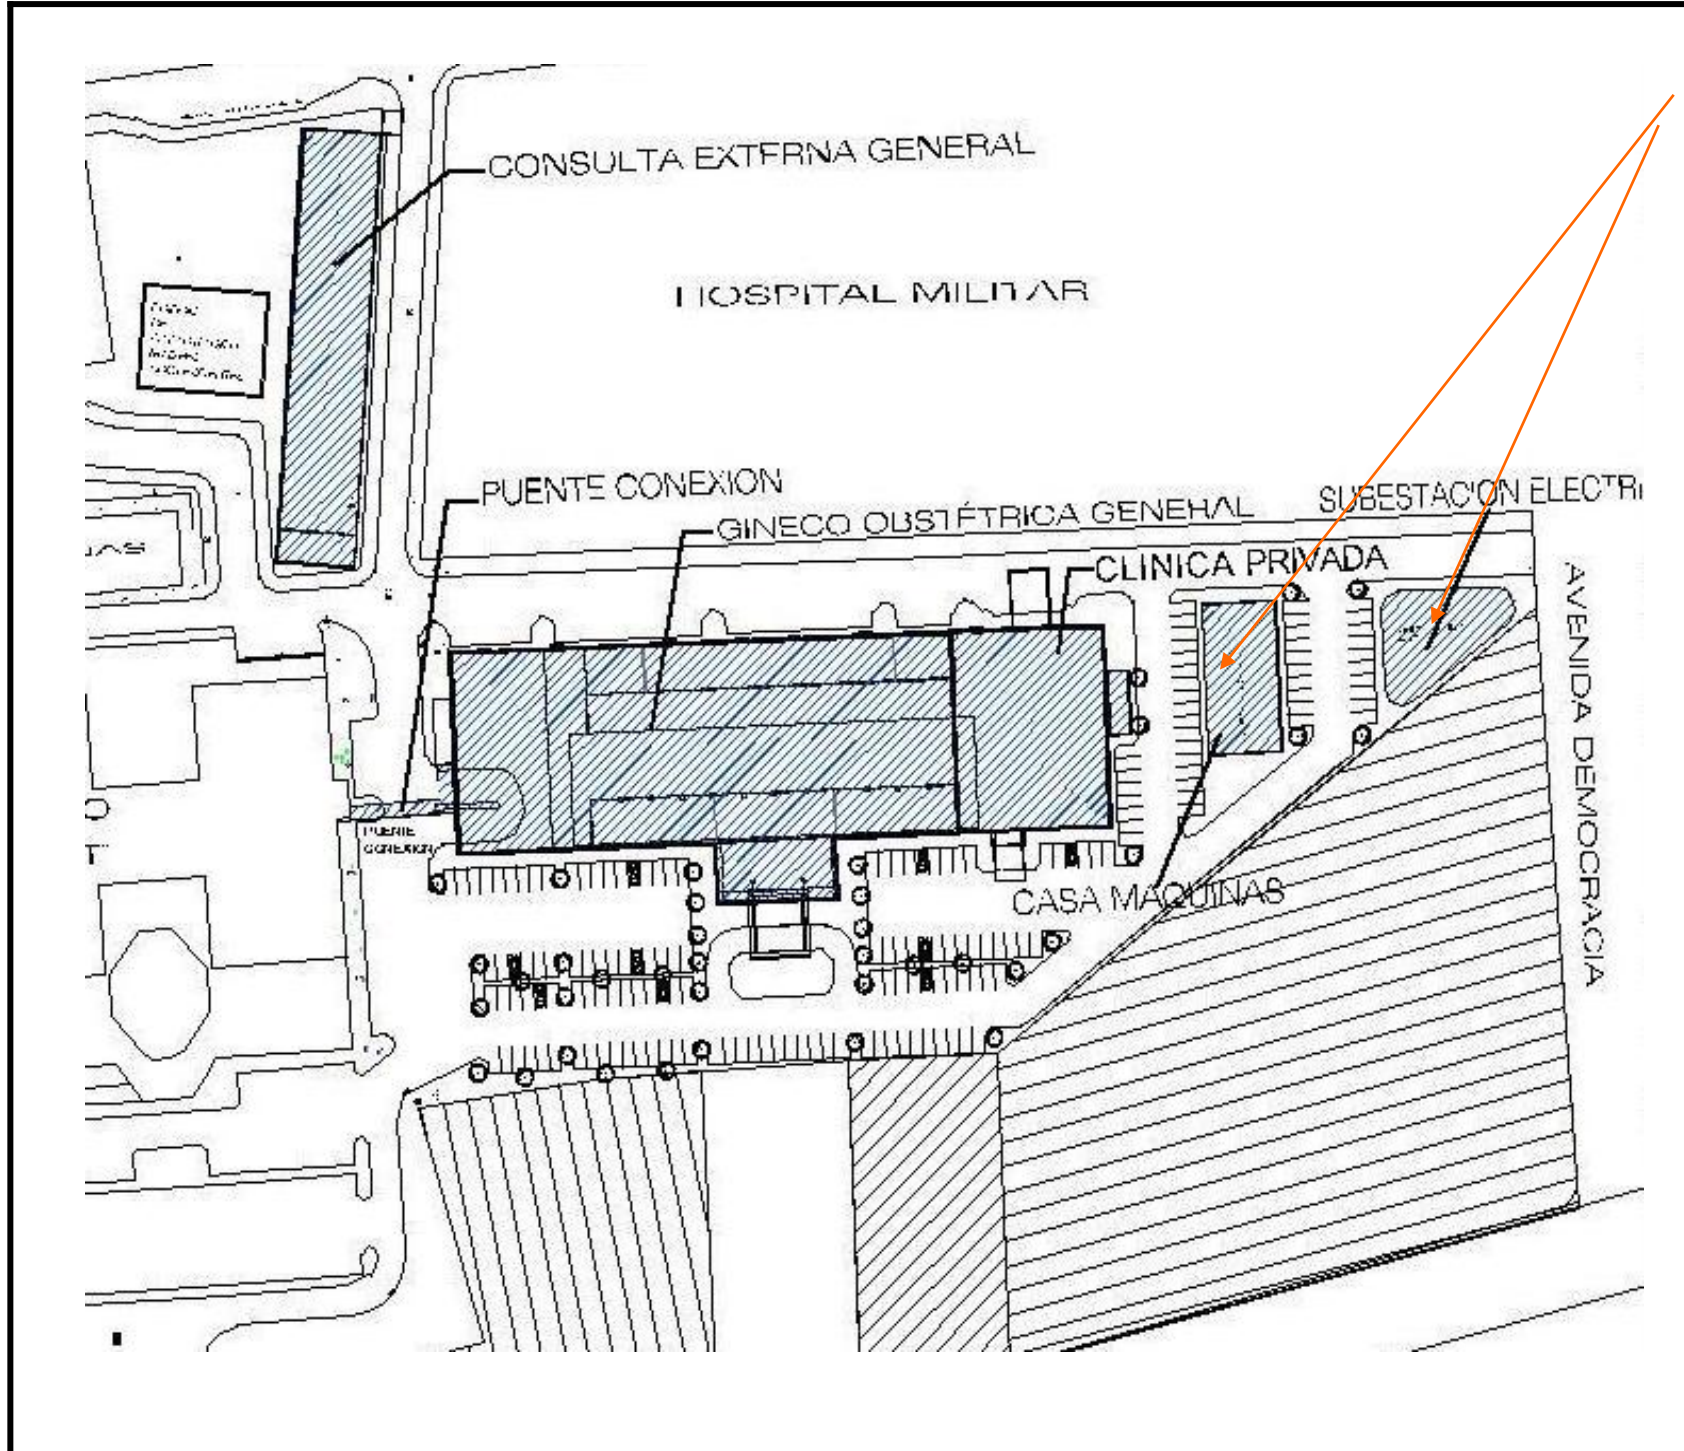 CONSULTA EXTERNA GENERAL
HOSPITAL MILITAR
PUENTE CONEXION
GINECO OBSTÉTRICA GENERAL
SUBESTACION ELECTRI
CLINICA PRIVADA
AVENIDA DEMOCRACIA
PUENTE
CONEXION
CASA MAQUINAS